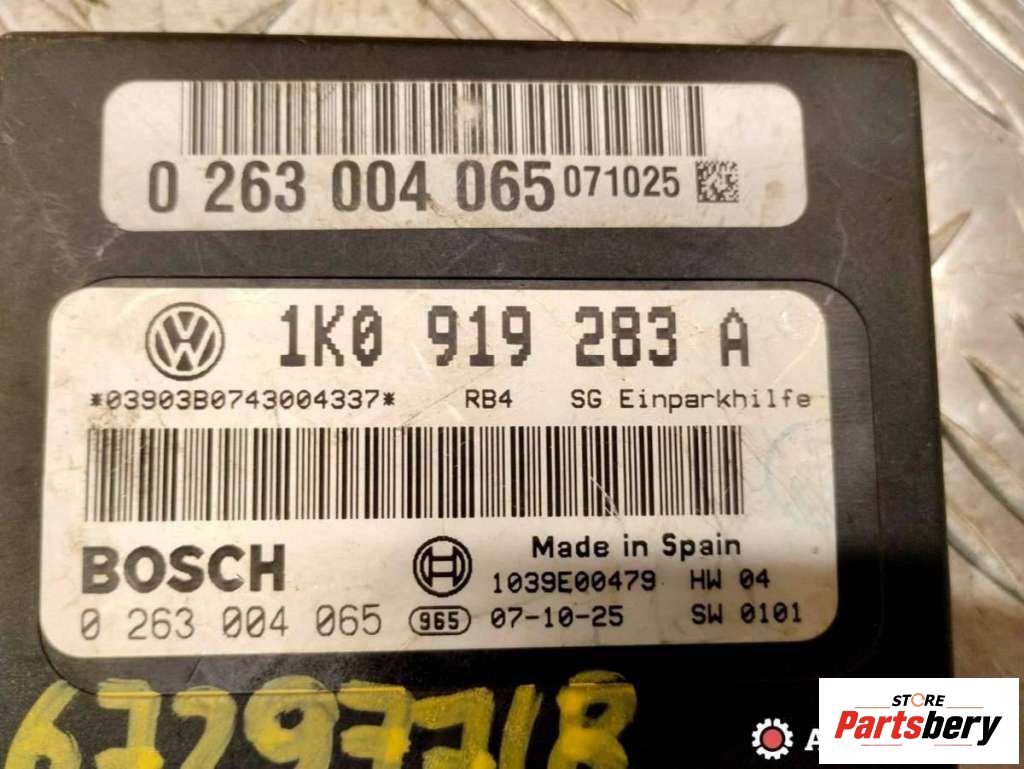 0 263 004 065 071025
1K0 919 283 A
*03903B0743004337* RB4 SG Einparkhilfe
BOSCH
Made in Spain
1039E00479 HW 04
0 263 004 065 965 07-10-25 SW 0101
STORE
Partsbery